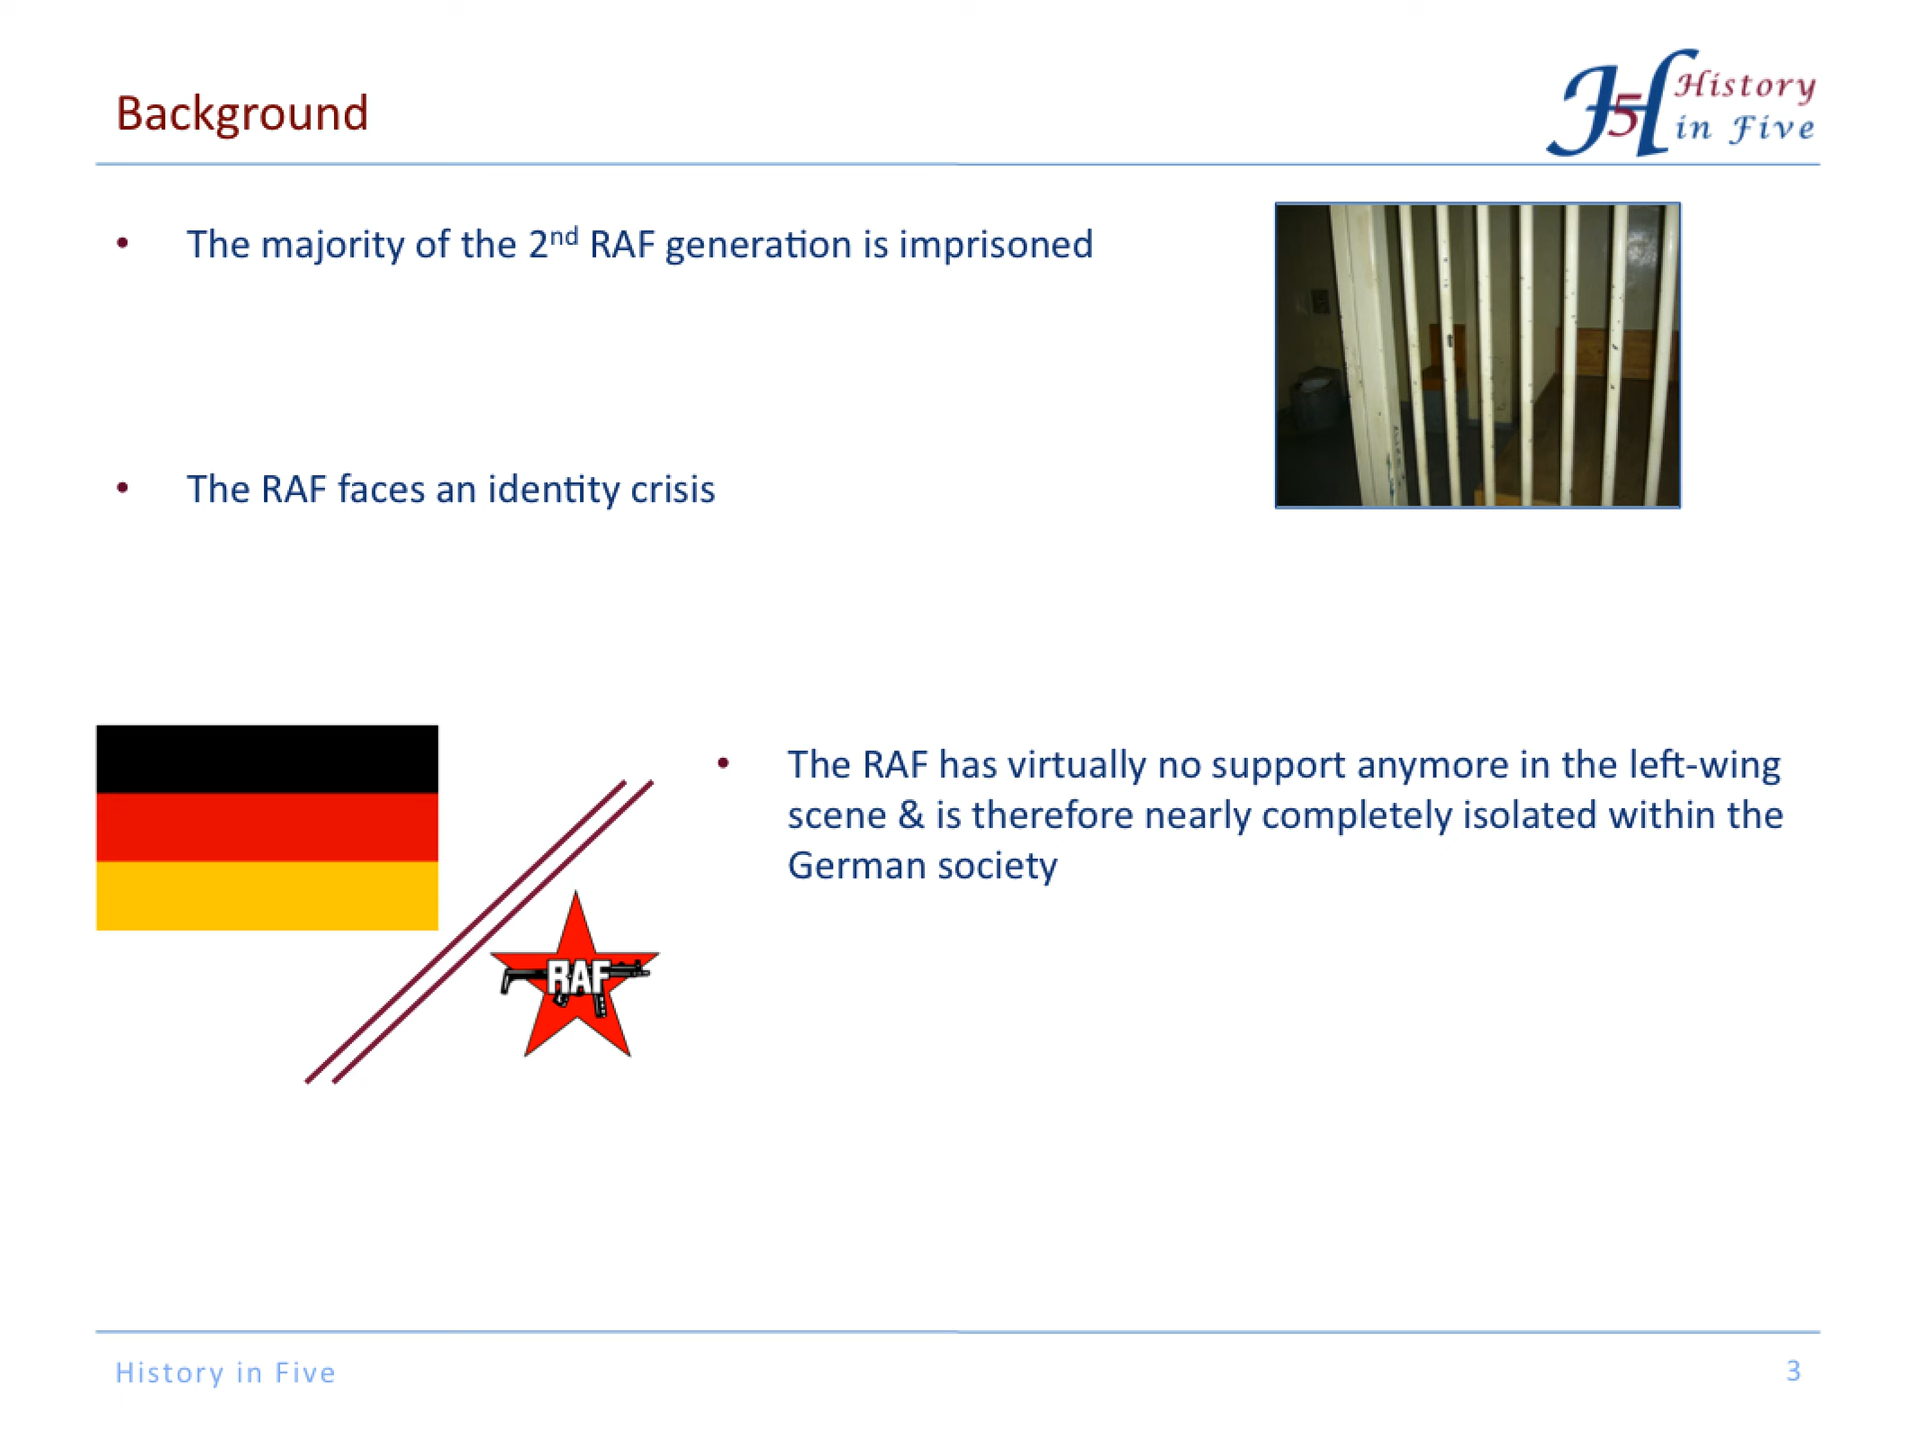 Background
History
in Five
• The majority of the 2nd RAF generation is imprisoned
• The RAF faces an identity crisis
• The RAF has virtually no support anymore in the left-wing
scene & is therefore nearly completely isolated within the
German society
RAF
History in Five
3